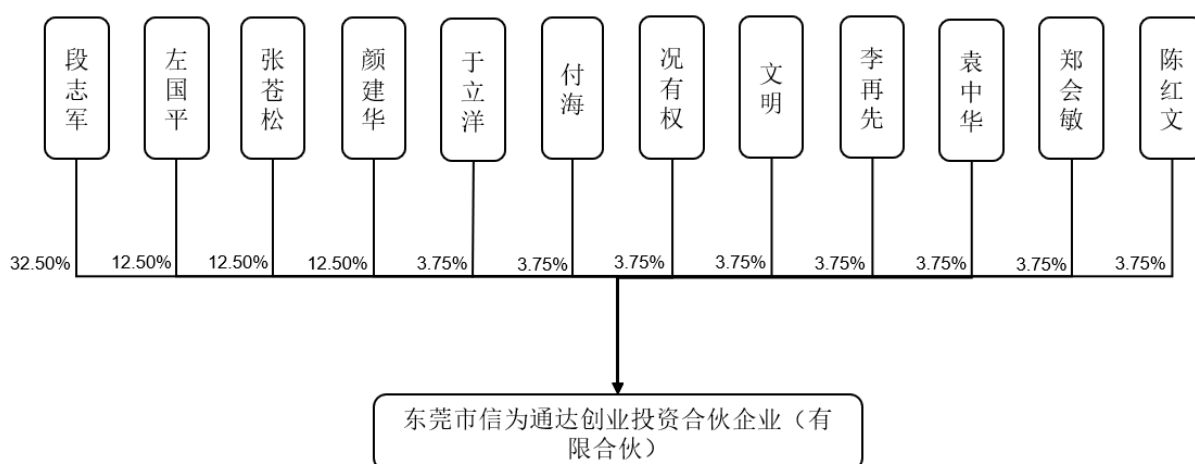 段志军
左国平
张苍松
颜建华
于立洋
付海
况有权
文明
李再先
袁中华
郑会敏
陈红文
32.50%
12.50%
12.50%
12.50%
3.75%
3.75%
3.75%
3.75%
3.75%
3.75%
3.75%
3.75%
东莞市信为通达创业投资合伙企业（有
限合伙）